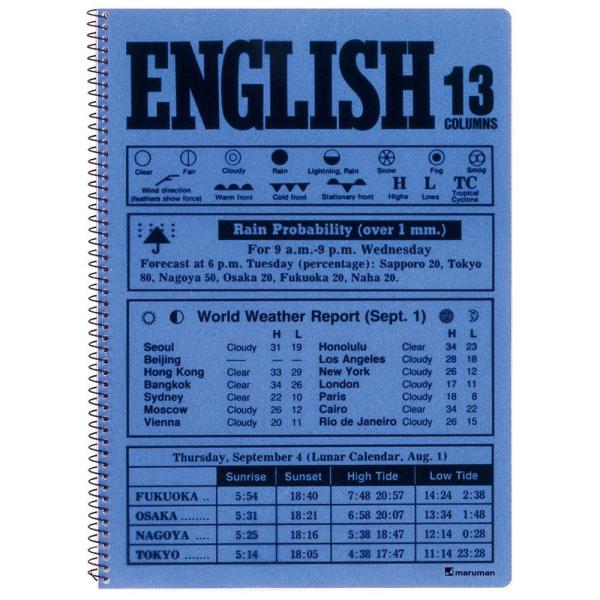 ENGLISH 13
COLUMNS
Clear Fair Cloudy Rain Lightning, Rain Snow Fog Smog
Wind direction
(feathers show force) Warm front Cold front Stationary front H Highs L Lows TC Tropical Cyclone
J
Rain Probability (over 1 mm.)
For 9 a.m.-9 p.m. Wednesday
Forecast at 6 p.m. Tuesday (percentage): Sapporo 20, Tokyo
80, Nagoya 50, Osaka 20, Fukuoka 20, Naha 20.
World Weather Report (Sept. 1)
H L H L
Seoul Cloudy 31 19 Honolulu Clear 34 23
Beijing — — — Los Angeles Cloudy 28 18
Hong Kong Clear 33 29 New York Cloudy 26 12
Bangkok Clear 34 26 London Cloudy 17 11
Sydney Clear 22 10 Paris Cloudy 18 8
Moscow Cloudy 26 12 Cairo Clear 34 22
Vienna Cloudy 20 11 Rio de Janeiro Cloudy 26 15
Thursday, September 4 (Lunar Calendar, Aug. 1)
Sunrise Sunset High Tide Low Tide
FUKUOKA .. 5:54 18:40 7:48 20:57 14:24 2:38
OSAKA ........ 5:31 18:21 6:58 20:07 13:34 1:48
NAGOYA .... 5:25 18:16 5:38 18:47 12:14 0:28
TOKYO ....... 5:14 18:05 4:38 17:47 11:14 23:28
maruman